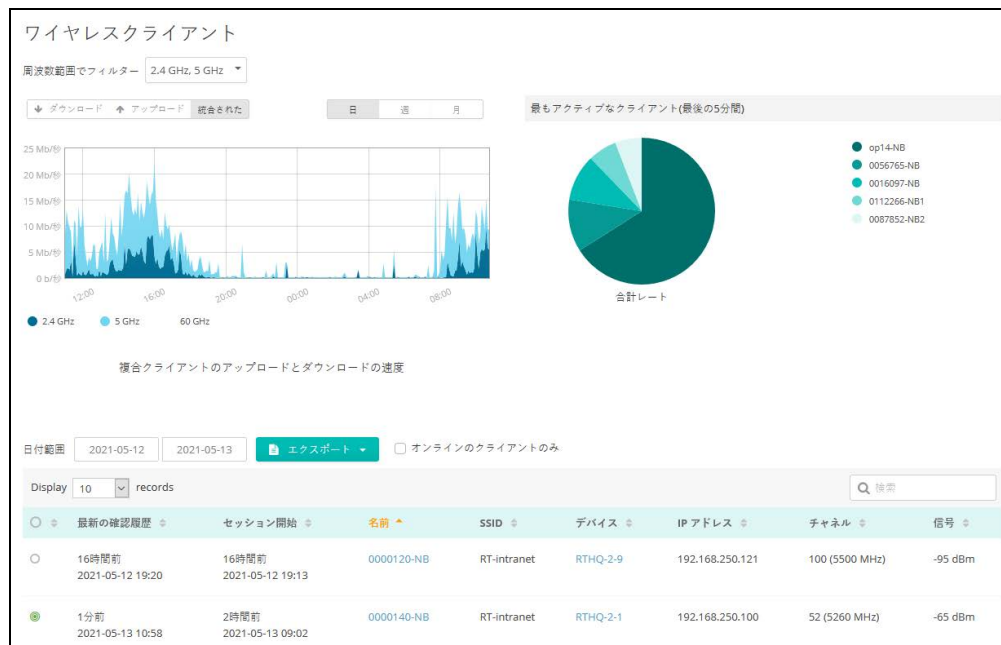 ワイヤレスクライアント
周波数範囲でフィルター 2.4 GHz, 5 GHz
ダウンロード アップロード 統合された 日 週 月
25 Mb/秒
20 Mb/秒
15 Mb/秒
10 Mb/秒
5 Mb/秒
0 b/秒
12:00 16:00 20:00 00:00 04:00 08:00
2.4 GHz 5 GHz 60 GHz
複合クライアントのアップロードとダウンロードの速度
最もアクティブなクライアント(最後の5分間)
op14-NB
0056765-NB
0016097-NB
0112266-NB1
0087852-NB2
合計レート
日付範囲 2021-05-12 2021-05-13 エクスポート オンラインのクライアントのみ
Display 10 records 検索
最新の確認履歴 セッション開始 名前 SSID デバイス IP アドレス チャネル 信号
16時間前 16時間前 0000120-NB RT-intranet RTHQ-2-9 192.168.250.121 100 (5500 MHz) -95 dBm
2021-05-12 19:20 2021-05-12 19:13
1分前 2時間前 0000140-NB RT-intranet RTHQ-2-1 192.168.250.100 52 (5260 MHz) -65 dBm
2021-05-13 10:58 2021-05-13 09:02